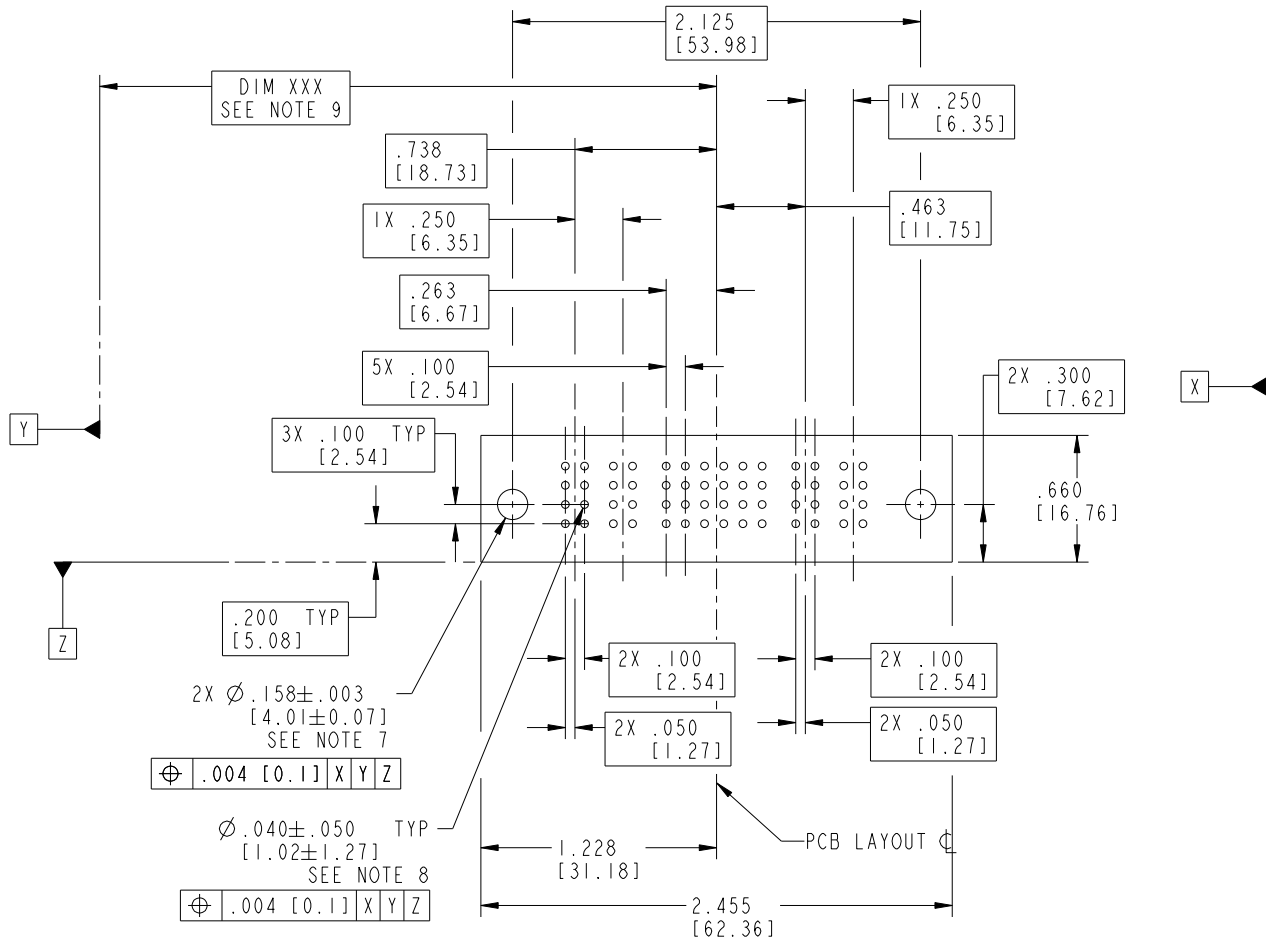 2.125
[53.98]
DIM XXX
SEE NOTE 9
1X .250
[6.35]
.738
[18.73]
.463
[11.75]
1X .250
[6.35]
.263
[6.67]
5X .100
[2.54]
2X .300
[7.62]
X
Y
3X .100 TYP
[2.54]
.660
[16.76]
Z
.200 TYP
[5.08]
2X .100
[2.54]
2X .100
[2.54]
2X Ø.158±.003
[4.01±0.07]
SEE NOTE 7
2X .050
[1.27]
2X .050
[1.27]
⌖ .004 [0.1] X Y Z
Ø.040±.050 TYP
[1.02±1.27]
SEE NOTE 8
PCB LAYOUT ℄
1.228
[31.18]
⌖ .004 [0.1] X Y Z
2.455
[62.36]